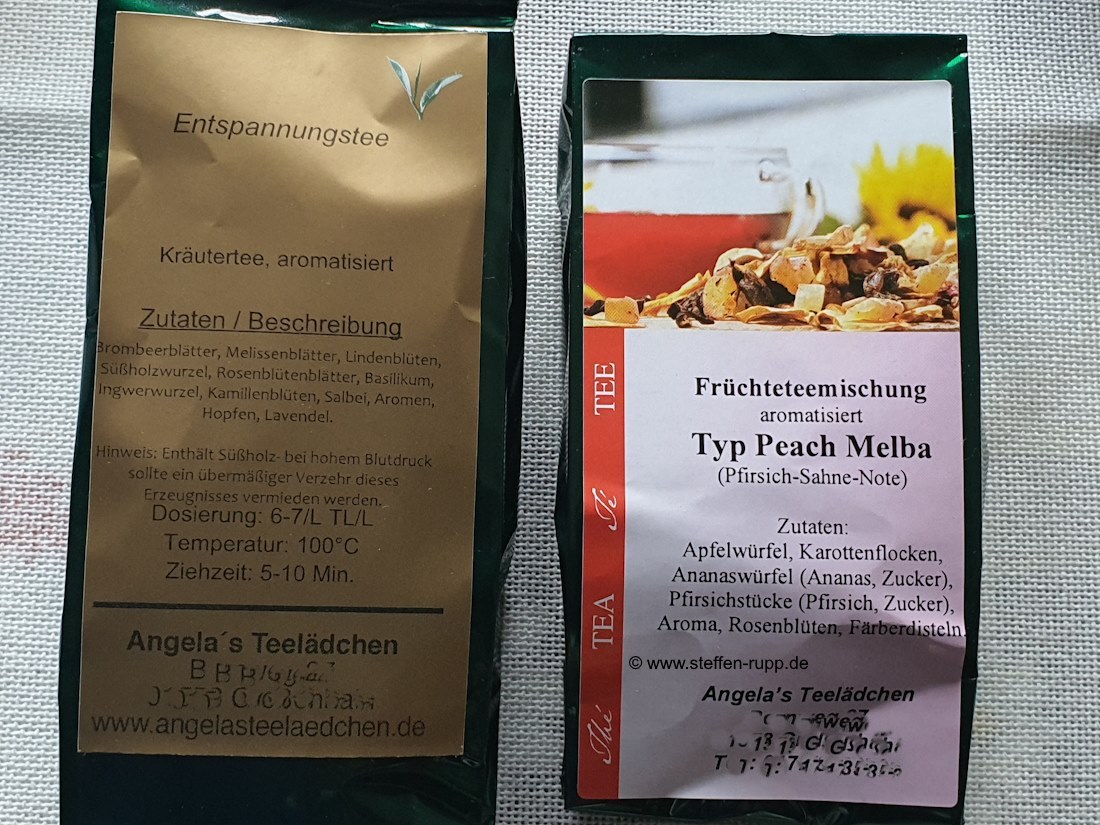 Entspannungstee
Kräutertee, aromatisiert
Zutaten / Beschreibung
Brombeerblätter, Melissenblätter, Lindenblüten,
Süßholzwurzel, Rosenblütenblätter, Basilikum,
Ingwerwurzel, Kamillenblüten, Salbei, Aromen,
Hopfen, Lavendel.
Hinweis: Enthält Süßholz- bei hohem Blutdruck
sollte ein übermäßiger Verzehr dieses
Erzeugnisses vermieden werden.
Dosierung: 6-7/L TL/L
Temperatur: 100°C
Ziehzeit: 5-10 Min.
Angela´s Teelädchen
www.angelasteelaedchen.de
TEE
Té
TEA
Thé
Früchteteemischung
aromatisiert
Typ Peach Melba
(Pfirsich-Sahne-Note)
Zutaten:
Apfelwürfel, Karottenflocken,
Ananaswürfel (Ananas, Zucker),
Pfirsichstücke (Pfirsich, Zucker),
Aroma, Rosenblüten, Färberdisteln.
© www.steffen-rupp.de
Angela's Teelädchen